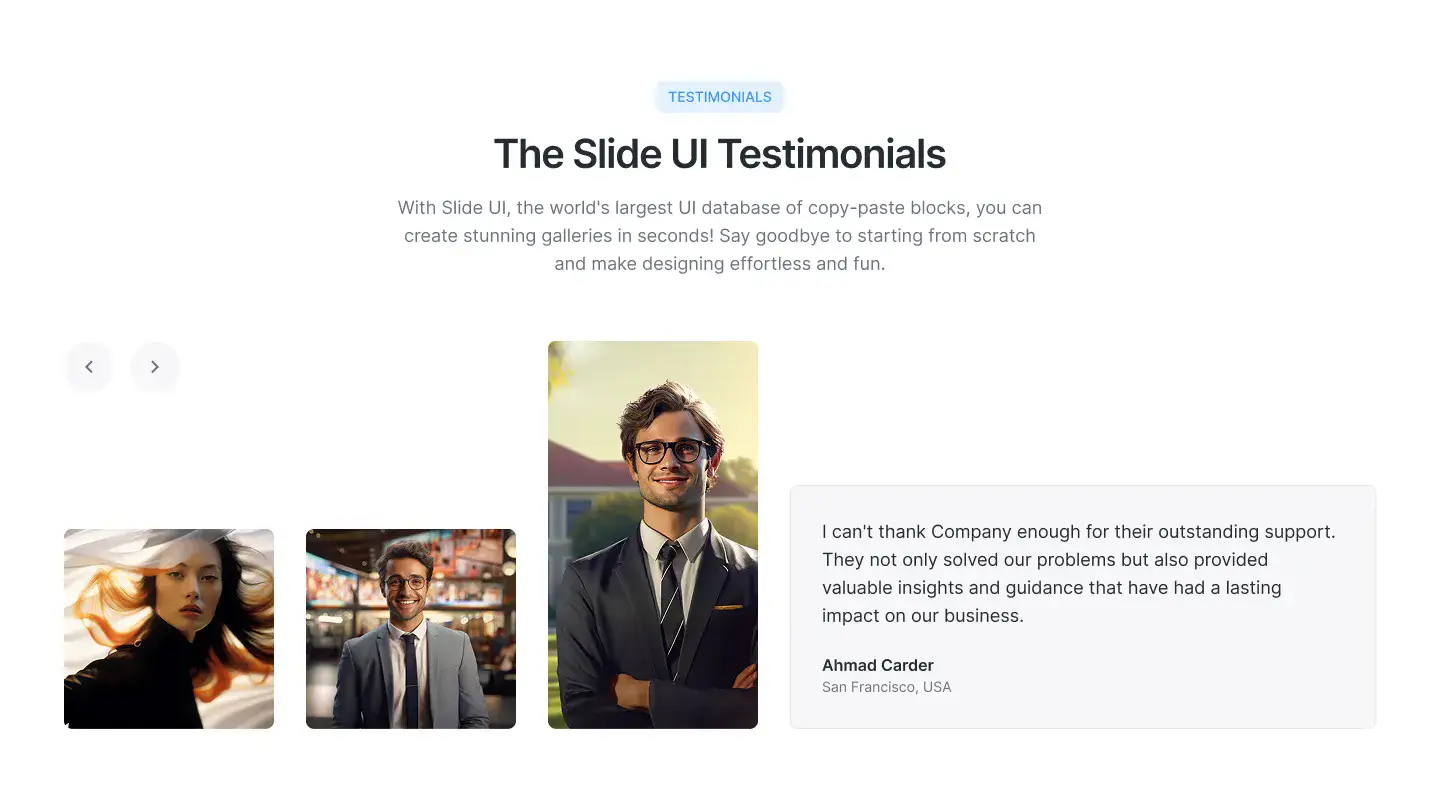 TESTIMONIALS
The Slide UI Testimonials
With Slide UI, the world's largest UI database of copy-paste blocks, you can
create stunning galleries in seconds! Say goodbye to starting from scratch
and make designing effortless and fun.
I can't thank Company enough for their outstanding support.
They not only solved our problems but also provided
valuable insights and guidance that have had a lasting
impact on our business.
Ahmad Carder
San Francisco, USA